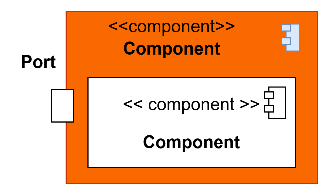 <<component>>
Component
Port
<< component >>
Component